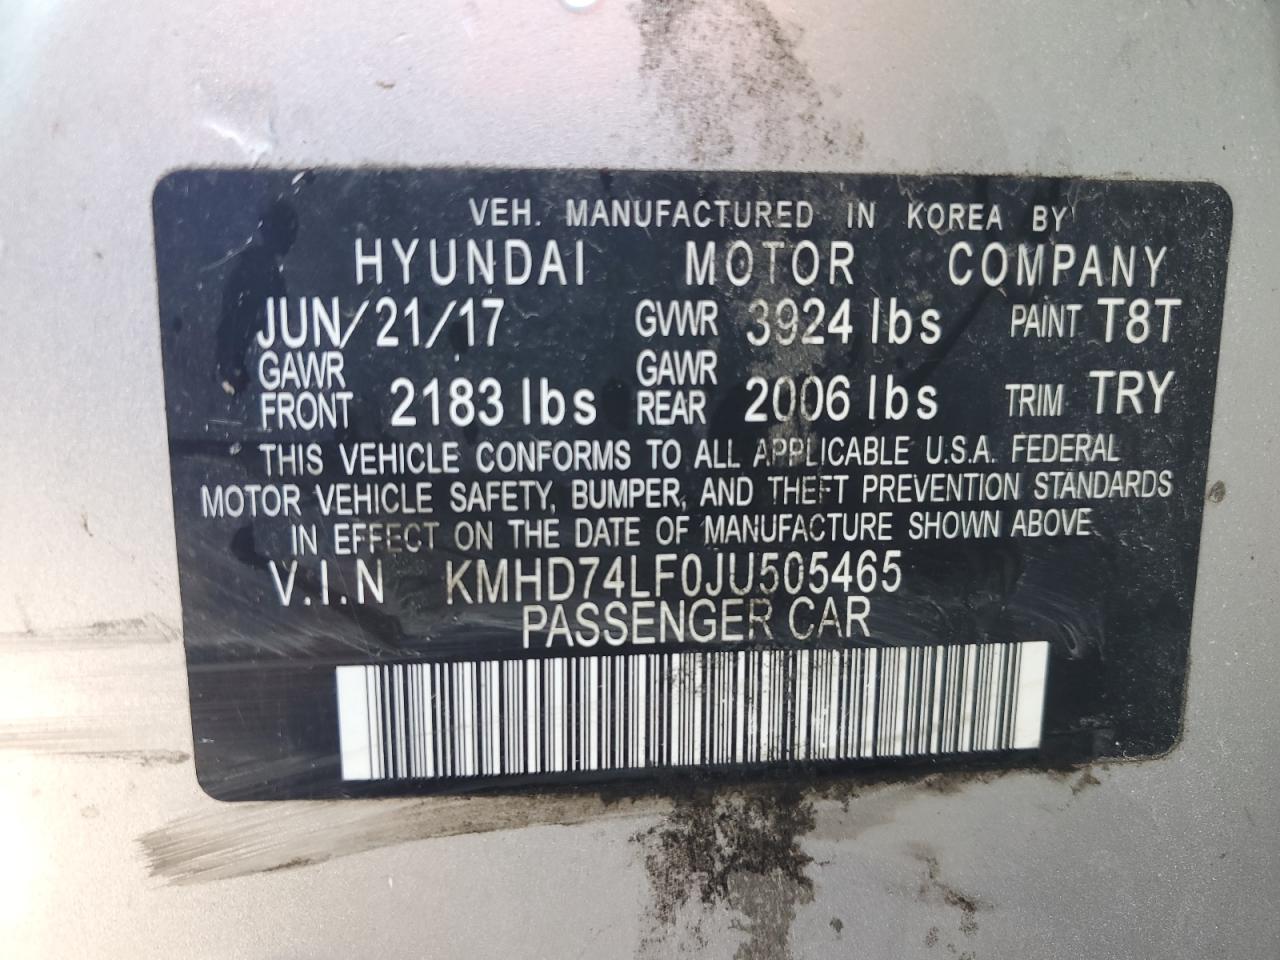 VEH. MANUFACTURED IN KOREA BY
HYUNDAI MOTOR COMPANY
JUN/21/17 GVWR 3924 lbs PAINT T8T
GAWR FRONT 2183 lbs GAWR REAR 2006 lbs TRIM TRY
THIS VEHICLE CONFORMS TO ALL APPLICABLE U.S.A. FEDERAL
MOTOR VEHICLE SAFETY, BUMPER, AND THEFT PREVENTION STANDARDS
IN EFFECT ON THE DATE OF MANUFACTURE SHOWN ABOVE
V.I.N KMHD74LF0JU505465
PASSENGER CAR